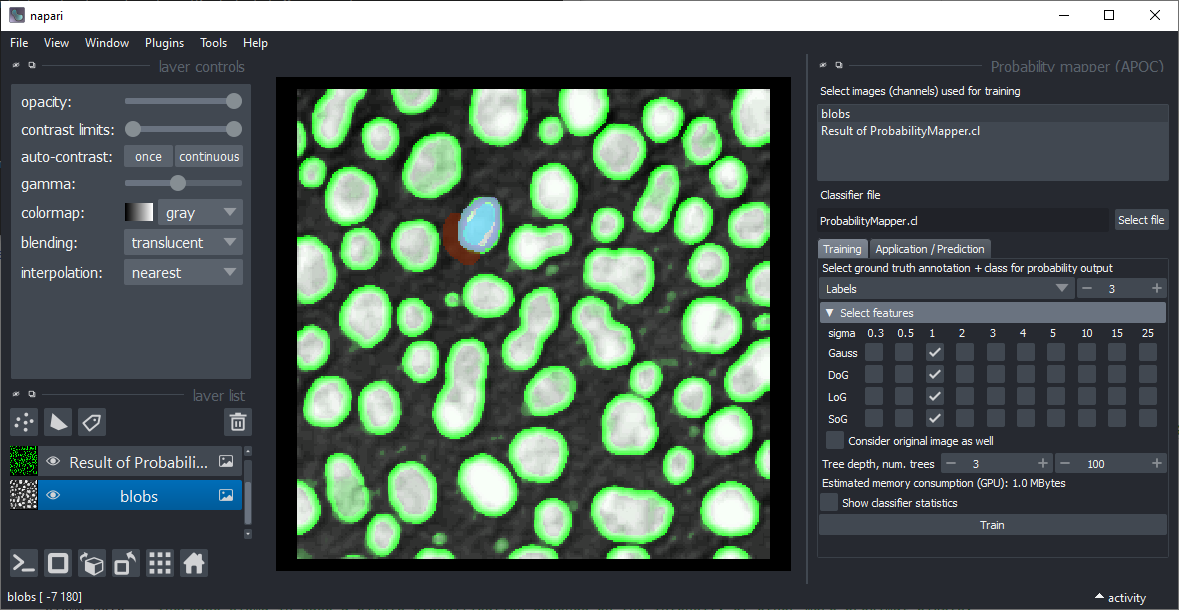 napari
File View Window Plugins Tools Help
layer controls
opacity:
contrast limits:
auto-contrast: once continuous
gamma:
colormap: gray
blending: translucent
interpolation: nearest
layer list
Result of Probabili...
blobs
blobs [ -7 180]
Probability mapper (APOC)
Select images (channels) used for training
blobs
Result of ProbabilityMapper.cl
Classifier file
ProbabilityMapper.cl Select file
Training Application / Prediction
Select ground truth annotation + class for probability output
Labels 3
Select features
sigma 0.3 0.5 1 2 3 4 5 10 15 25
Gauss
DoG
LoG
SoG
Consider original image as well
Tree depth, num. trees 3 100
Estimated memory consumption (GPU): 1.0 MBytes
Show classifier statistics
Train
activity